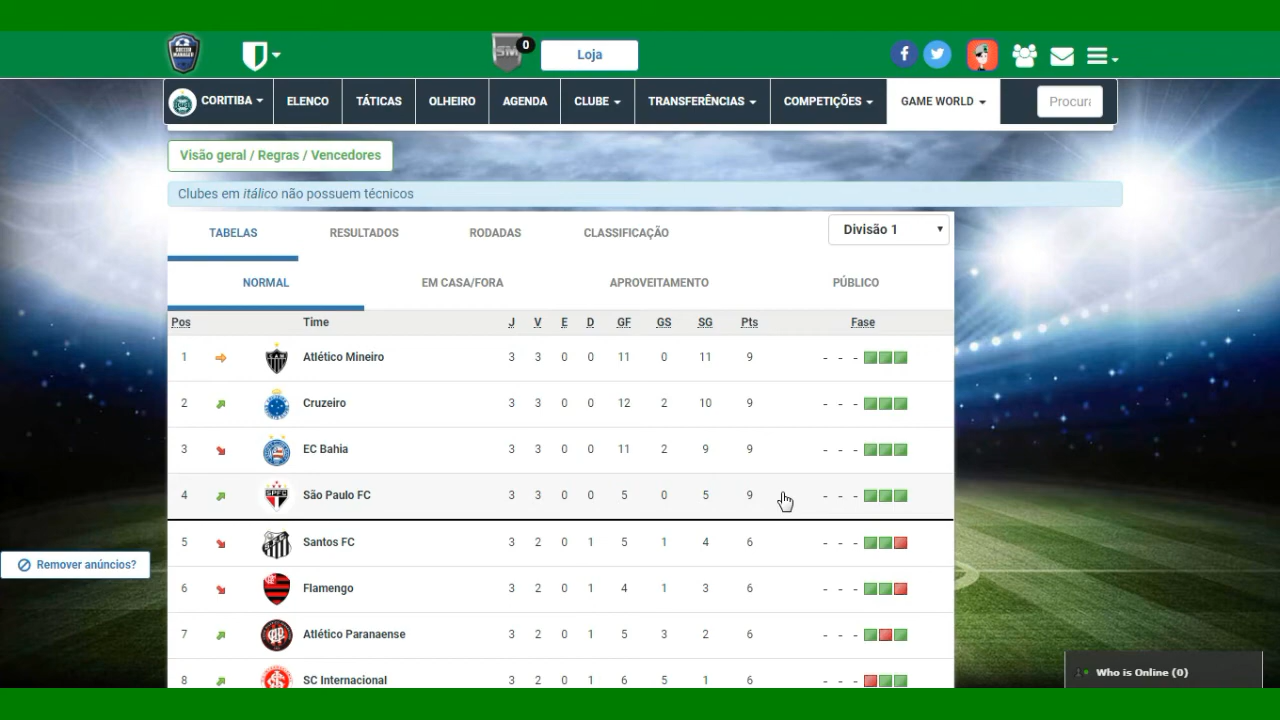 SM 0 Loja
CORITIBA ELENCO TÁTICAS OLHEIRO AGENDA CLUBE TRANSFERÊNCIAS COMPETIÇÕES GAME WORLD Procura
Visão geral / Regras / Vencedores
Clubes em itálico não possuem técnicos
TABELAS RESULTADOS RODADAS CLASSIFICAÇÃO Divisão 1
NORMAL EM CASA/FORA APROVEITAMENTO PÚBLICO
Pos Time J V E D GF GS SG Pts Fase
1 Atlético Mineiro 3 3 0 0 11 0 11 9 - - -
2 Cruzeiro 3 3 0 0 12 2 10 9 - - -
3 EC Bahia 3 3 0 0 11 2 9 9 - - -
4 São Paulo FC 3 3 0 0 5 0 5 9 - - -
5 Santos FC 3 2 0 1 5 1 4 6 - - -
Remover anúncios?
6 Flamengo 3 2 0 1 4 1 3 6 - - -
7 Atlético Paranaense 3 2 0 1 5 3 2 6 - - -
8 SC Internacional 3 2 0 1 6 5 1 6 - - -
Who is Online (0)